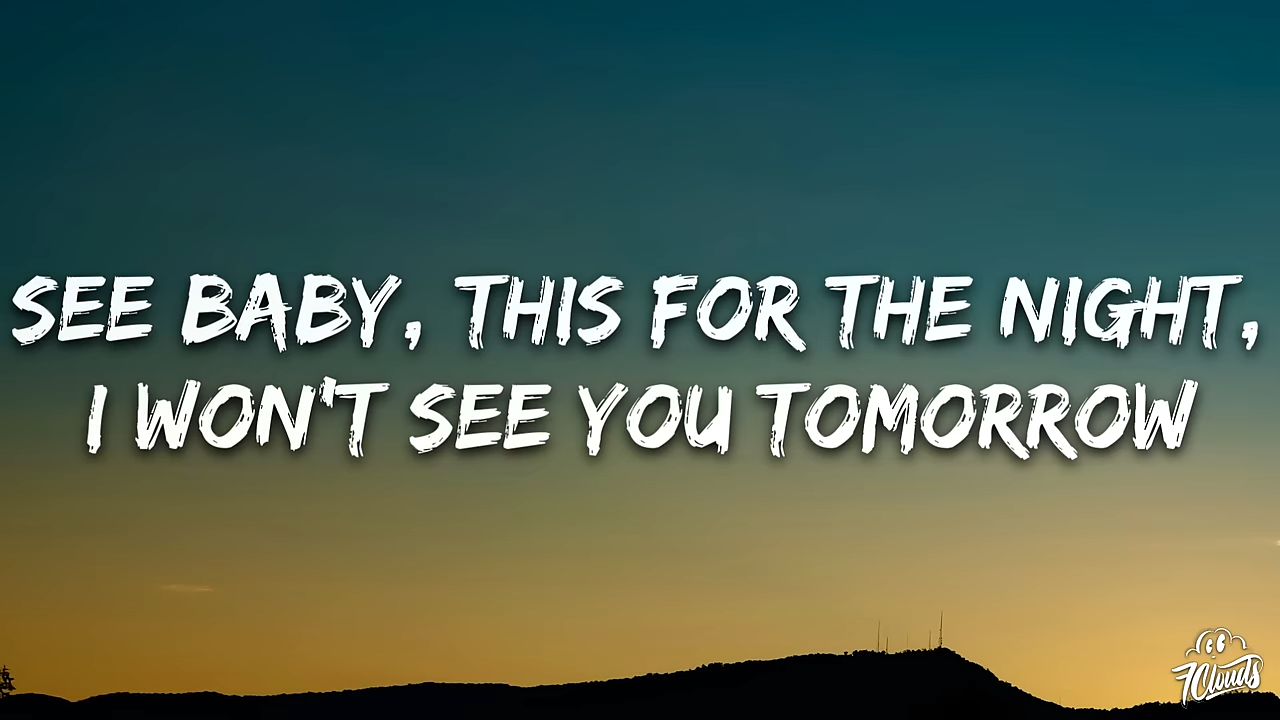 SEE BABY, THIS FOR THE NIGHT,
I WON'T SEE YOU TOMORROW
7Clouds